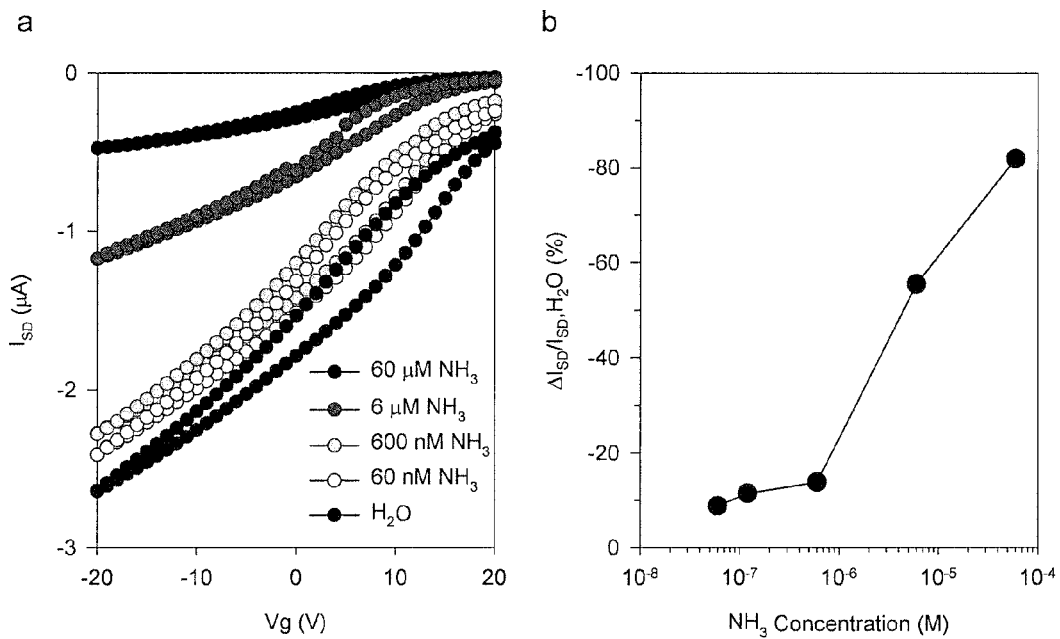 a
b
0
-1
-2
-3
I_SD (μA)
-20
-10
0
10
20
Vg (V)
60 μM NH₃
6 μM NH₃
600 nM NH₃
60 nM NH₃
H₂O
-100
-80
-60
-40
-20
0
ΔI_SD/I_SD,H₂O (%)
10⁻⁸
10⁻⁷
10⁻⁶
10⁻⁵
10⁻⁴
NH₃ Concentration (M)